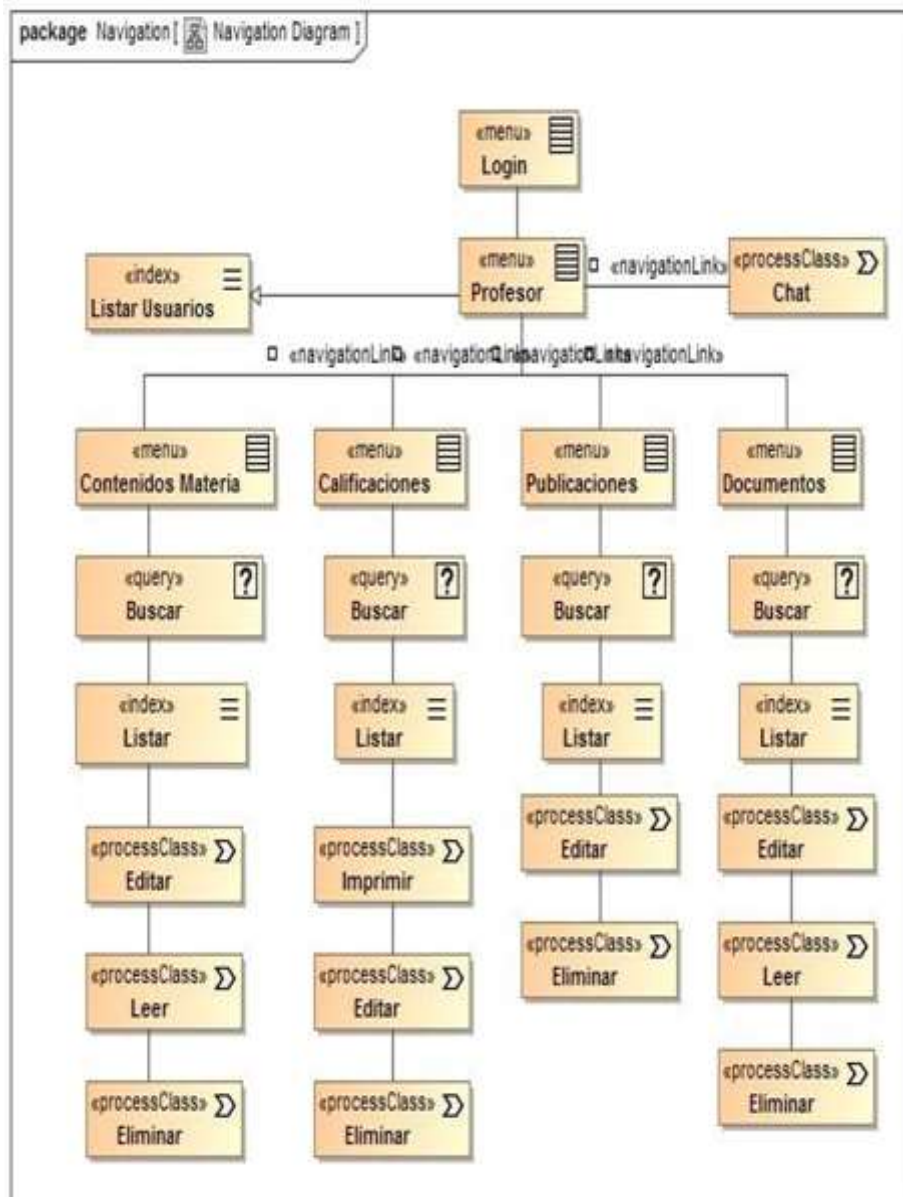 package Navigation [ Navigation Diagram ]
«menu»
Login
«index»
Listar Usuarios
«menu»
Profesor
«navigationLink»
«processClass»
Chat
«navigationLink» «navigationLink» «navigationLink» «navigationLink»
«menu» «menu» «menu» «menu»
Contenidos Materia Calificaciones Publicaciones Documentos
«query» «query» «query» «query»
Buscar Buscar Buscar Buscar
«index» «index» «index» «index»
Listar Listar Listar Listar
«processClass» «processClass»
Editar Editar
«processClass» «processClass»
Editar Imprimir
«processClass» «processClass»
Eliminar Leer
«processClass» «processClass»
Leer Editar
«processClass»
Eliminar
«processClass» «processClass»
Eliminar Eliminar